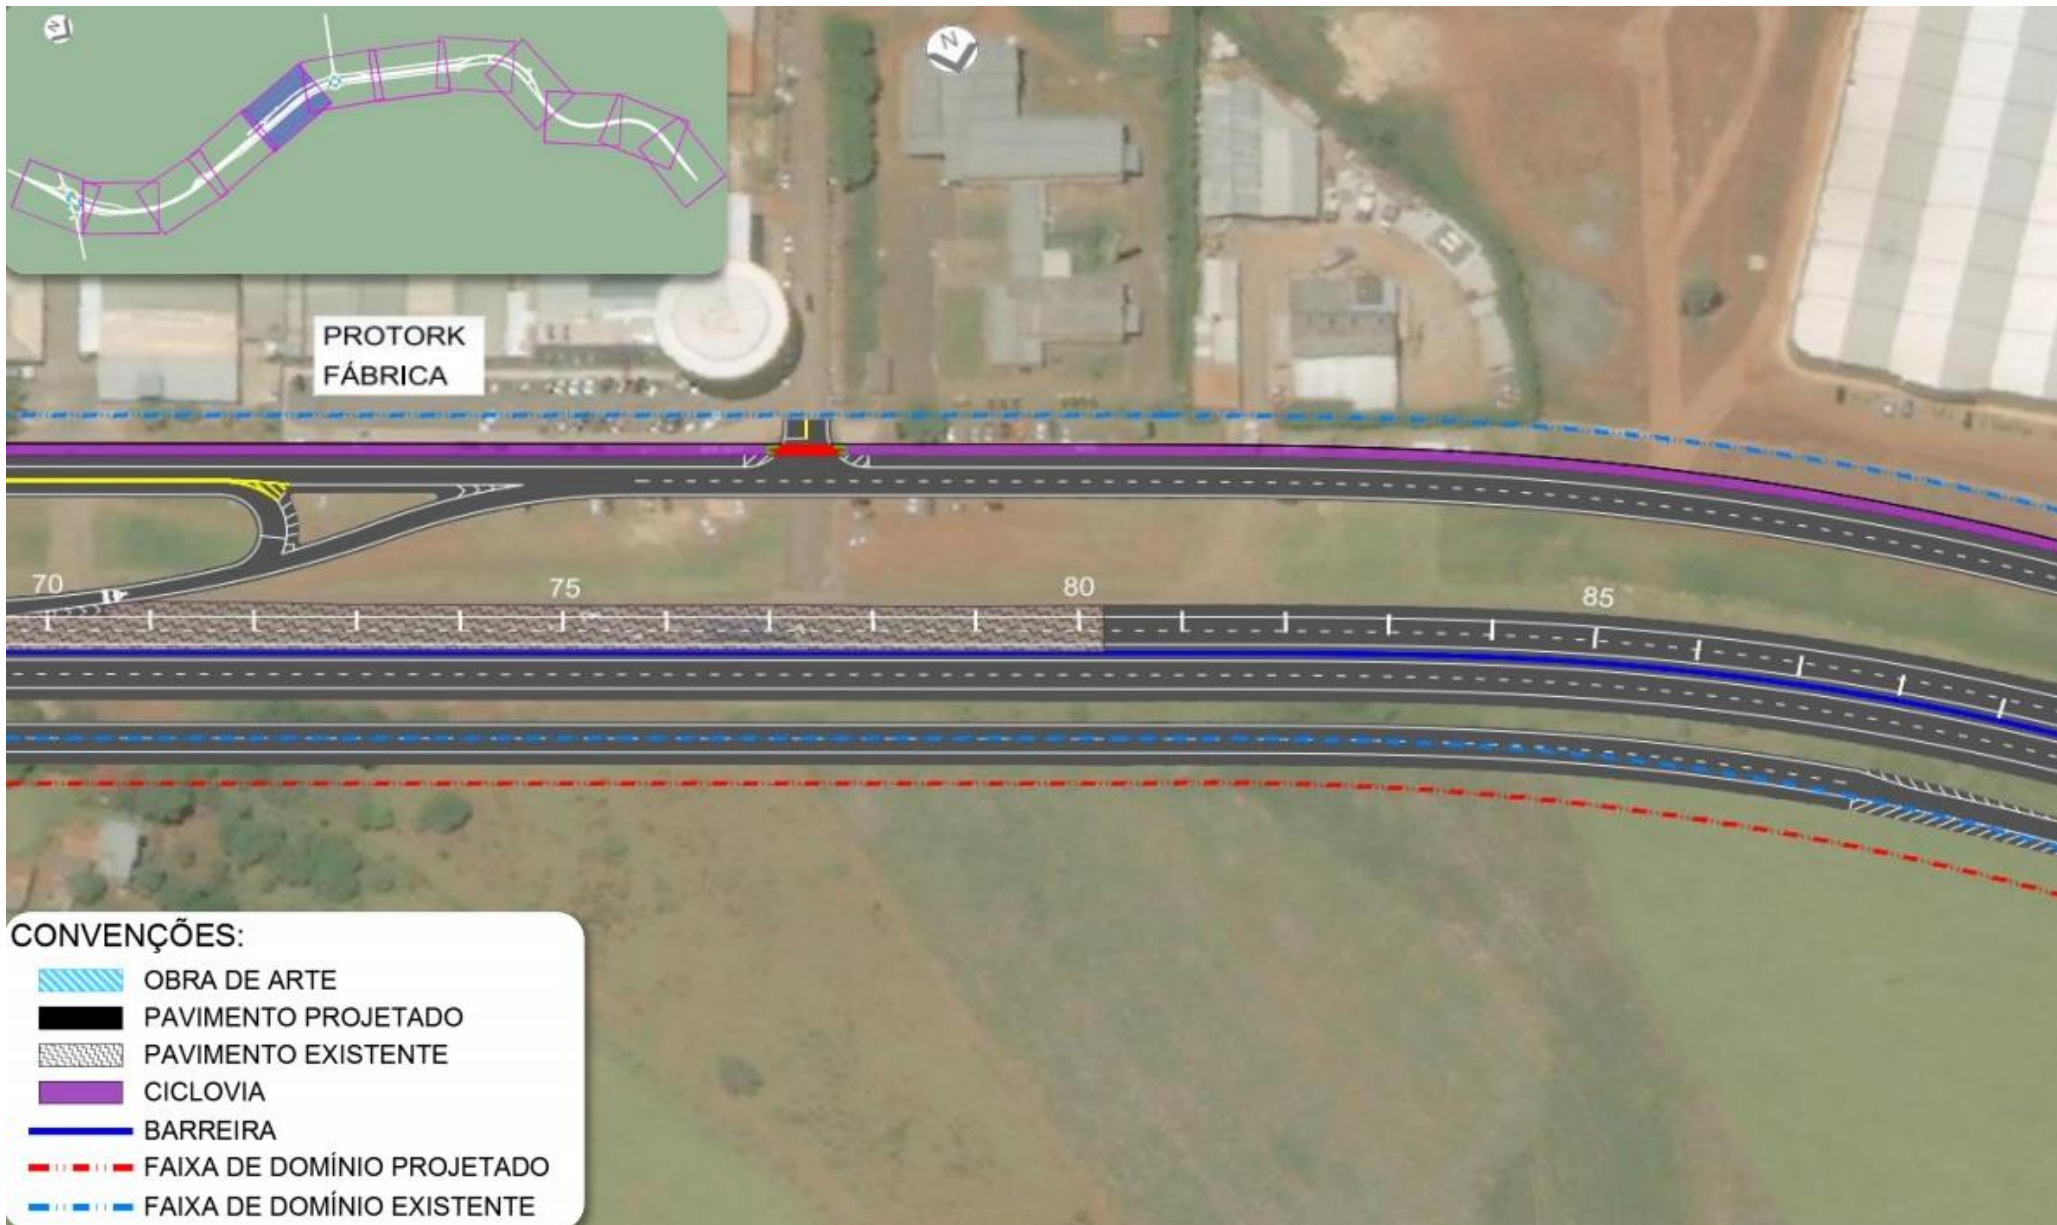 N
N
PROTORK
FÁBRICA
70
75
80
85
CONVENÇÕES:
OBRA DE ARTE
PAVIMENTO PROJETADO
PAVIMENTO EXISTENTE
CICLOVIA
BARREIRA
FAIXA DE DOMÍNIO PROJETADO
FAIXA DE DOMÍNIO EXISTENTE